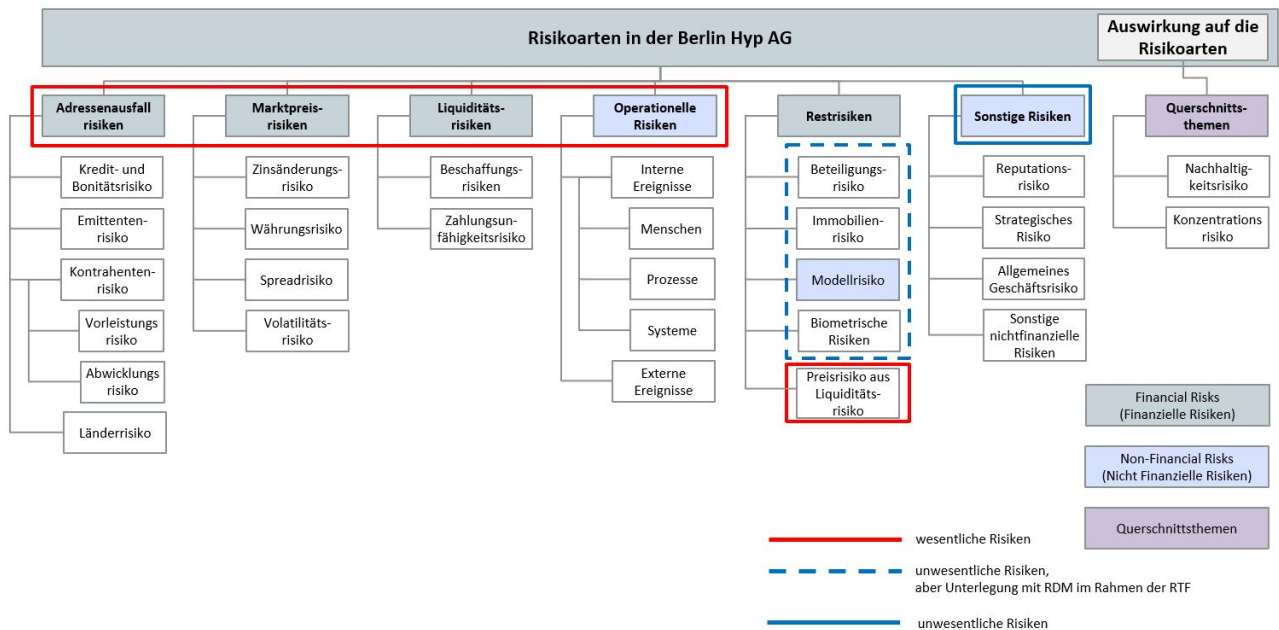 Risikoarten in der Berlin Hyp AG
Auswirkung auf die
Risikoarten
Adressenausfall
risiken
Kredit- und
Bonitätsrisiko
Emittenten-
risiko
Kontrahenten-
risiko
Vorleistungs
risiko
Abwicklungs
risiko
Länderrisiko
Marktpreis-
risiken
Zinsänderungs-
risiko
Währungsrisiko
Spreadrisiko
Volatilitäts-
risiko
Liquiditäts-
risiken
Beschaffungs-
risiken
Zahlungsun-
fähigkeitsrisiko
Operationelle
Risiken
Interne
Ereignisse
Menschen
Prozesse
Systeme
Externe
Ereignisse
Restrisiken
Beteiligungs-
risiko
Immobilien-
risiko
Modellrisiko
Biometrische
Risiken
Preisrisiko aus
Liquiditäts-
risiko
Sonstige Risiken
Reputations-
risiko
Strategisches
Risiko
Allgemeines
Geschäftsrisiko
Sonstige
nichtfinanzielle
Risiken
Querschnitts-
themen
Nachhaltig-
keitsrisiko
Konzentrations
risiko
Financial Risks
(Finanzielle Risiken)
Non-Financial Risks
(Nicht Finanzielle Risiken)
Querschnittsthemen
wesentliche Risiken
unwesentliche Risiken,
aber Unterlegung mit RDM im Rahmen der RTF
unwesentliche Risiken